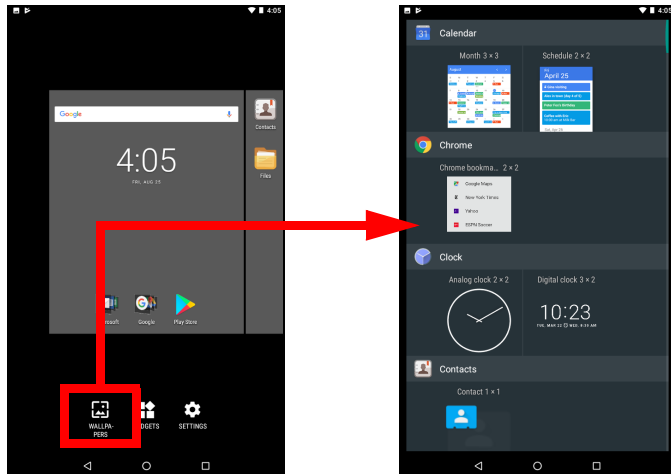 4:05
Google
Contacts
4:05
FRI, AUG 25
Files
Google
Play Store
WALLPA-
PERS
SETTINGS
4:05
31
Calendar
Month 3 × 3
Schedule 2 × 2
August
April 25
Chrome
Chrome bookma... 2 × 2
Google Maps
New York Times
Yahoo
ESPN Soccer
Clock
Analog clock 2 × 2
Digital clock 3 × 2
10:23
Contacts
Contact 1 × 1